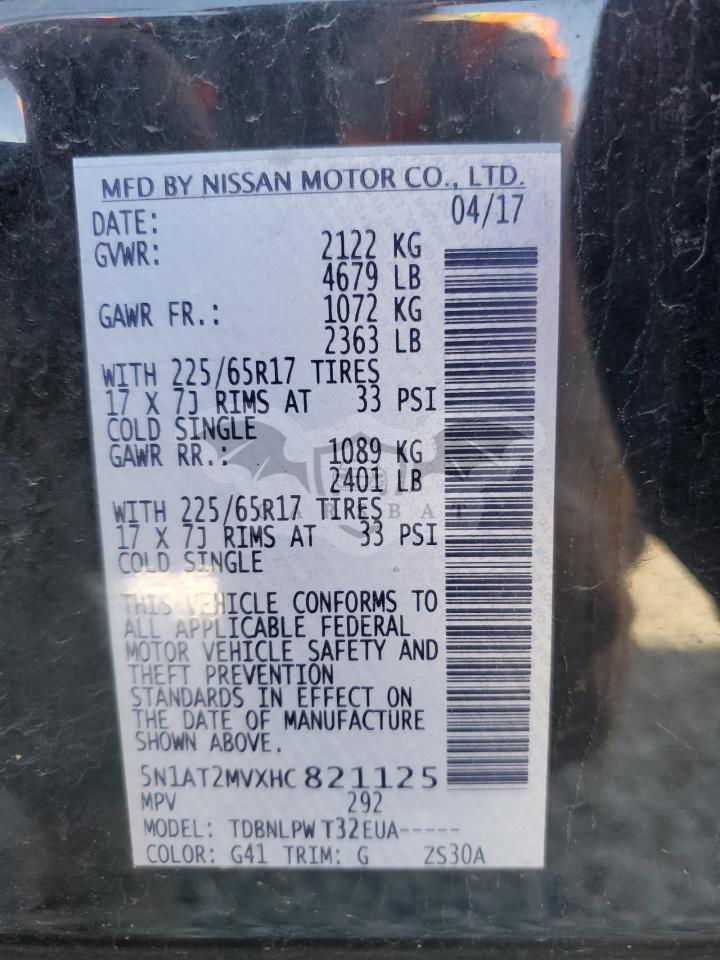 MFD BY NISSAN MOTOR CO., LTD.
DATE: 04/17
GVWR: 2122 KG
4679 LB
GAWR FR.: 1072 KG
2363 LB
WITH 225/65R17 TIRES
17 X 7J RIMS AT 33 PSI
COLD SINGLE
GAWR RR.: 1089 KG
2401 LB
WITH 225/65R17 TIRES
17 X 7J RIMS AT 33 PSI
COLD SINGLE
THIS VEHICLE CONFORMS TO
ALL APPLICABLE FEDERAL
MOTOR VEHICLE SAFETY AND
THEFT PREVENTION
STANDARDS IN EFFECT ON
THE DATE OF MANUFACTURE
SHOWN ABOVE.
5N1AT2MVXHC821125
MPV 292
MODEL: TDBNLPW T32EUA-----
COLOR: G41 TRIM: G ZS30A